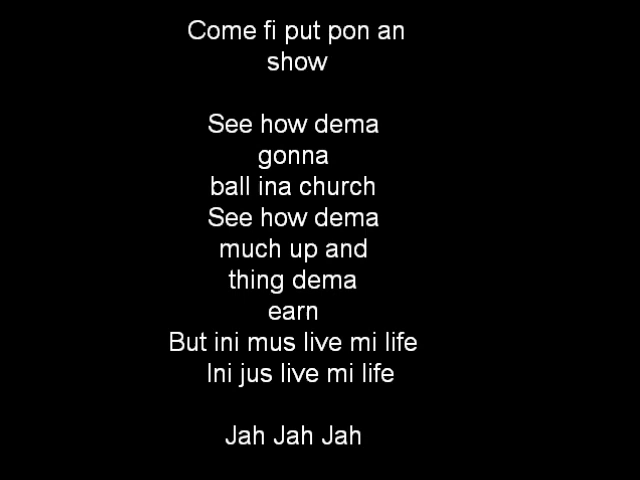 Come fi put pon an
show
See how dema
gonna
ball ina church
See how dema
much up and
thing dema
earn
But ini mus live mi life
Ini jus live mi life
Jah Jah Jah